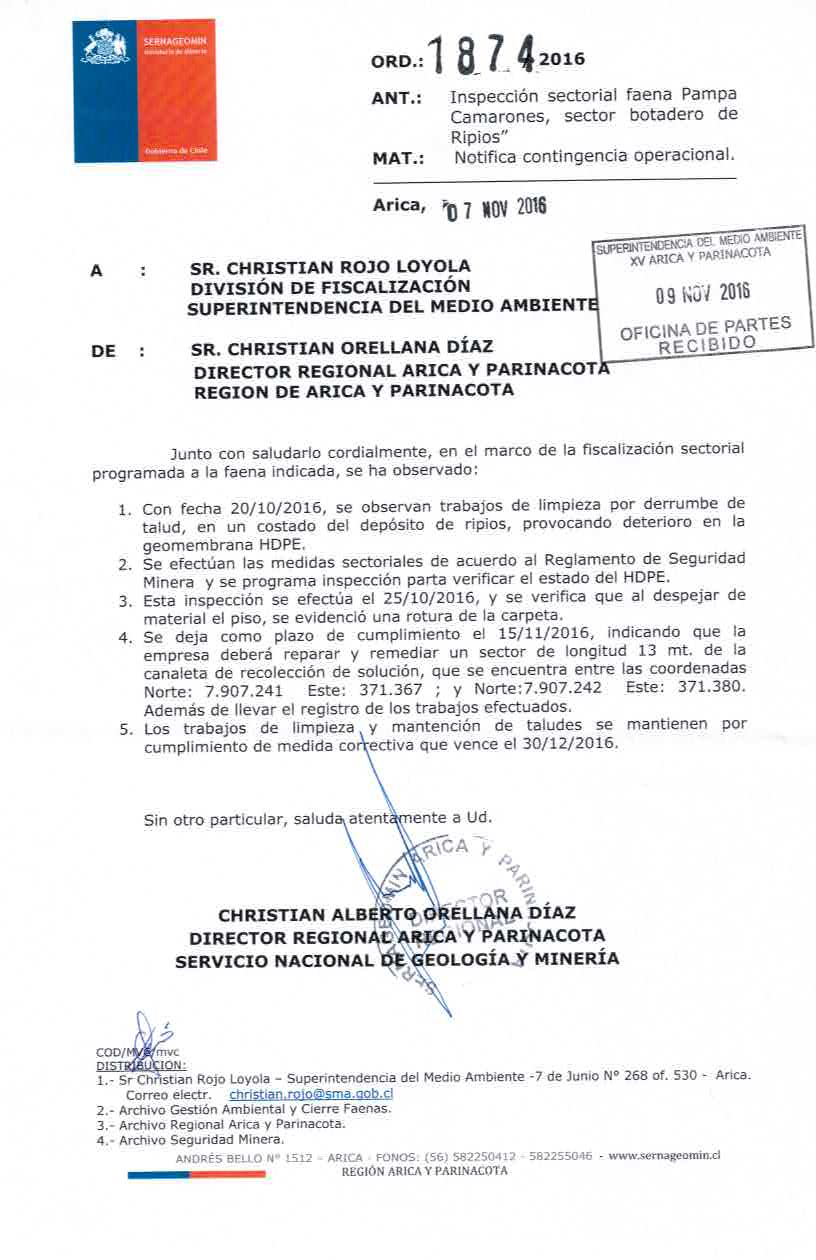 SERNAGEOMIN
Ministerio de Minería
Gobierno de Chile
ORD.: 1874 2016
ANT.: Inspección sectorial faena Pampa
Camarones, sector botadero de
Ripios"
MAT.: Notifica contingencia operacional.
Arica, 07 NOV 2016
SUPERINTENDENCIA DEL MEDIO AMBIENTE
XV ARICA Y PARINACOTA
09 NOV 2016
OFICINA DE PARTES
RECIBIDO
A : SR. CHRISTIAN ROJO LOYOLA
DIVISIÓN DE FISCALIZACIÓN
SUPERINTENDENCIA DEL MEDIO AMBIENTE
DE : SR. CHRISTIAN ORELLANA DÍAZ
DIRECTOR REGIONAL ARICA Y PARINACOTA
REGION DE ARICA Y PARINACOTA
Junto con saludarlo cordialmente, en el marco de la fiscalización sectorial
programada a la faena indicada, se ha observado:
1. Con fecha 20/10/2016, se observan trabajos de limpieza por derrumbe de
talud, en un costado del depósito de ripios, provocando deterioro en la
geomembrana HDPE.
2. Se efectúan las medidas sectoriales de acuerdo al Reglamento de Seguridad
Minera y se programa inspección parta verificar el estado del HDPE.
3. Esta inspección se efectúa el 25/10/2016, y se verifica que al despejar de
material el piso, se evidenció una rotura de la carpeta.
4. Se deja como plazo de cumplimiento el 15/11/2016, indicando que la
empresa deberá reparar y remediar un sector de longitud 13 mt. de la
canaleta de recolección de solución, que se encuentra entre las coordenadas
Norte: 7.907.241 Este: 371.367 ; y Norte:7.907.242 Este: 371.380.
Además de llevar el registro de los trabajos efectuados.
5. Los trabajos de limpieza y mantención de taludes se mantienen por
cumplimiento de medida correctiva que vence el 30/12/2016.
Sin otro particular, saluda atentamente a Ud.
SERNAGEOMIN ARICA Y PARINACOTA
DIRECTOR
REGIONAL
CHRISTIAN ALBERTO ORELLANA DÍAZ
DIRECTOR REGIONAL ARICA Y PARINACOTA
SERVICIO NACIONAL DE GEOLOGÍA Y MINERÍA
COD/MVC/mvc
DISTRIBUCION:
1.- Sr Christian Rojo Loyola – Superintendencia del Medio Ambiente -7 de Junio N° 268 of. 530 - Arica.
Correo electr. christian.rojo@sma.gob.cl
2.- Archivo Gestión Ambiental y Cierre Faenas.
3.- Archivo Regional Arica y Parinacota.
4.- Archivo Seguridad Minera.
ANDRÉS BELLO N° 1512 – ARICA - FONOS: (56) 582250412 - 582255046 - www.sernageomin.cl
REGIÓN ARICA Y PARINACOTA